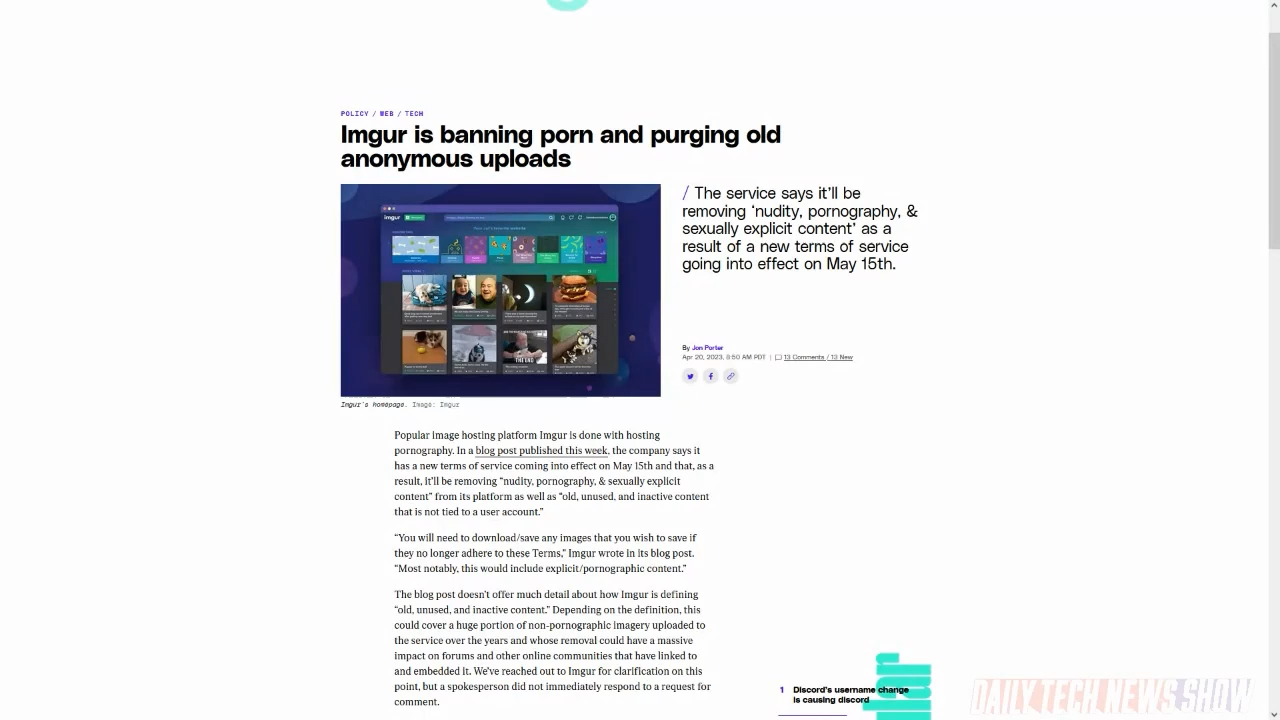 POLICY / WEB / TECH
Imgur is banning porn and purging old
anonymous uploads
/ The service says it’ll be
removing ‘nudity, pornography, &
sexually explicit content’ as a
result of a new terms of service
going into effect on May 15th.
imgur
THE END
By Jon Porter
Apr 20, 2023, 8:50 AM PDT | 13 Comments / 13 New
Imgur’s homepage. Image: Imgur
Popular image hosting platform Imgur is done with hosting
pornography. In a blog post published this week, the company says it
has a new terms of service coming into effect on May 15th and that, as a
result, it’ll be removing “nudity, pornography, & sexually explicit
content” from its platform as well as “old, unused, and inactive content
that is not tied to a user account.”
“You will need to download/save any images that you wish to save if
they no longer adhere to these Terms,” Imgur wrote in its blog post.
“Most notably, this would include explicit/pornographic content.”
The blog post doesn’t offer much detail about how Imgur is defining
“old, unused, and inactive content.” Depending on the definition, this
could cover a huge portion of non-pornographic imagery uploaded to
the service over the years and whose removal could have a massive
impact on forums and other online communities that have linked to
and embedded it. We’ve reached out to Imgur for clarification on this
point, but a spokesperson did not immediately respond to a request for
comment.
1 Discord’s username change
is causing discord
DAILY TECH NEWS SHOW